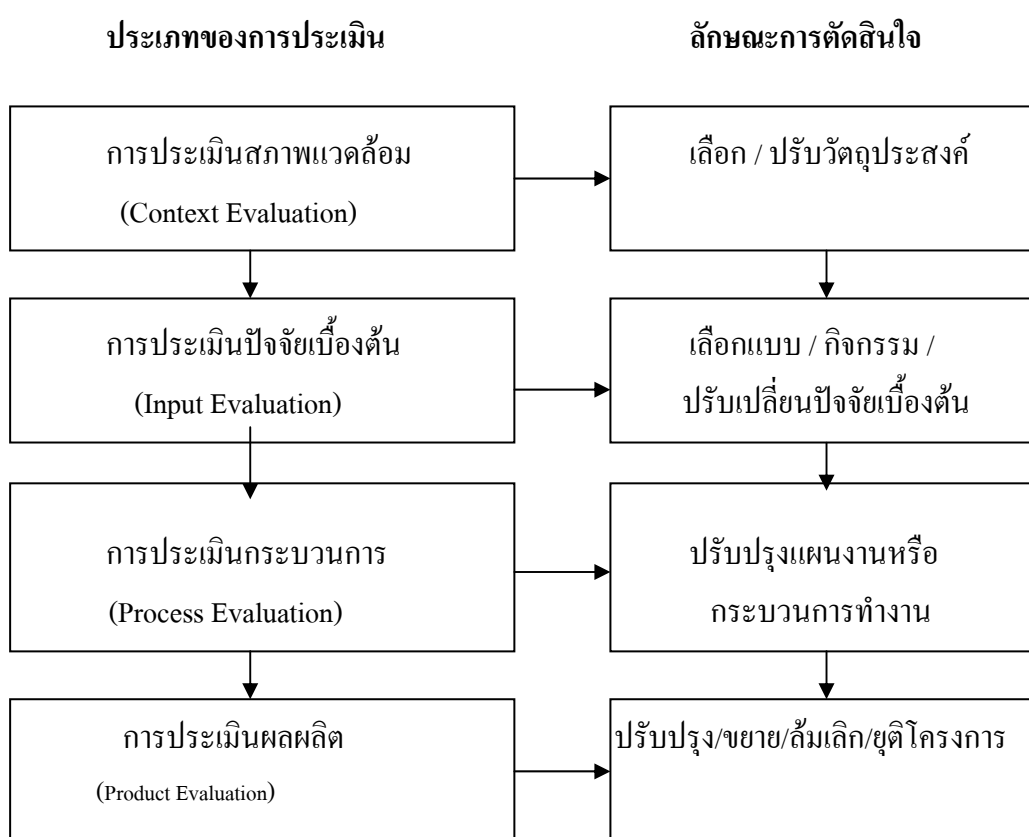 ประเภทของการประเมิน
ลักษณะการตัดสินใจ
การประเมินสภาพแวดล้อม
(Context Evaluation)
เลือก / ปรับวัตถุประสงค์
การประเมินปัจจัยเบื้องต้น
(Input Evaluation)
เลือกแบบ / กิจกรรม /
ปรับเปลี่ยนปัจจัยเบื้องต้น
การประเมินกระบวนการ
(Process Evaluation)
ปรับปรุงแผนงานหรือ
กระบวนการทำงาน
การประเมินผลผลิต
(Product Evaluation)
ปรับปรุง/ขยาย/ล้มเลิก/ยุติโครงการ